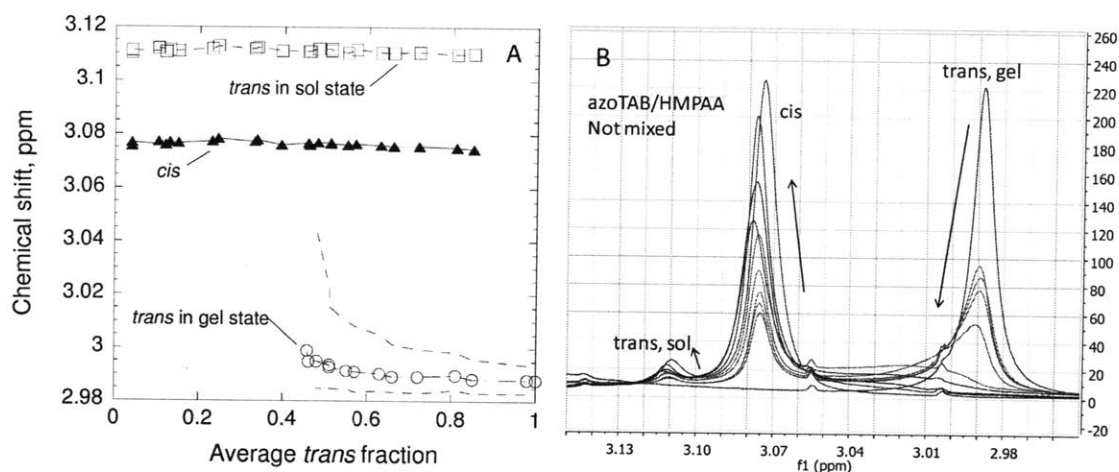 3.12
3.1
3.08
3.06
3.04
3.02
3
2.98
0
0.2
0.4
0.6
0.8
1
Chemical shift, ppm
Average trans fraction
A
trans in sol state
cis
trans in gel state
B
azoTAB/HMPAA
Not mixed
cis
trans, gel
trans, sol
260
240
220
200
180
160
140
120
100
80
60
40
20
0
-20
3.13
3.10
3.07
3.04
3.01
2.98
f1 (ppm)